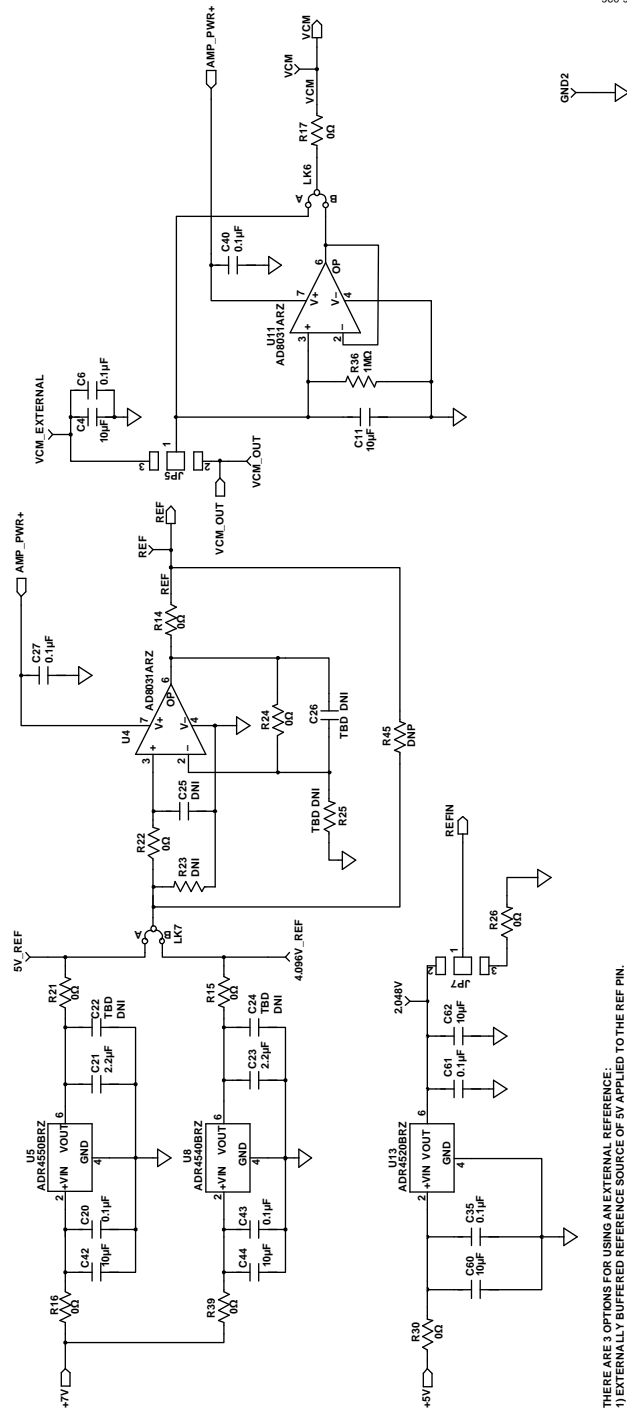 +7V
R16
0Ω
C42
10µF
C20
0.1µF
U5
ADR4550BRZ
2
+VIN
VOUT
6
GND
4
C21
2.2µF
C22
TBD
DNI
R21
0Ω
5V_REF
R39
0Ω
C44
10µF
C43
0.1µF
U8
ADR4540BRZ
2
+VIN
VOUT
6
GND
4
C23
2.2µF
C24
TBD
DNI
R15
0Ω
4.096V_REF
A
B
LK7
R22
0Ω
R23
DNI
C25
DNI
U4
AD8031ARZ
3
+
2
−
7
V+
V−
4
OP
6
C27
0.1µF
AMP_PWR+
R24
0Ω
C26
TBD DNI
TBD DNI
R25
R14
0Ω
REF
REF
REF
R45
DNP
VCM_EXTERNAL
C4
10µF
C6
0.1µF
3
1
JP5
2
VCM_OUT
VCM_OUT
C11
10µF
R36
1MΩ
U11
AD8031ARZ
3
+
2
−
7
V+
V−
4
6
OP
C40
0.1µF
AMP_PWR+
A
B
LK6
R17
0Ω
VCM
VCM
VCM
+5V
R30
0Ω
C60
10µF
C35
0.1µF
U13
ADR4520BRZ
2
+VIN
VOUT
6
GND
4
C61
0.1µF
C62
10µF
2.048V
2
1
JP7
3
REFIN
R26
0Ω
GND2
THERE ARE 3 OPTIONS FOR USING AN EXTERNAL REFERENCE:
1) EXTERNALLY BUFFERED REFERENCE SOURCE OF 5V APPLIED TO THE REF PIN.